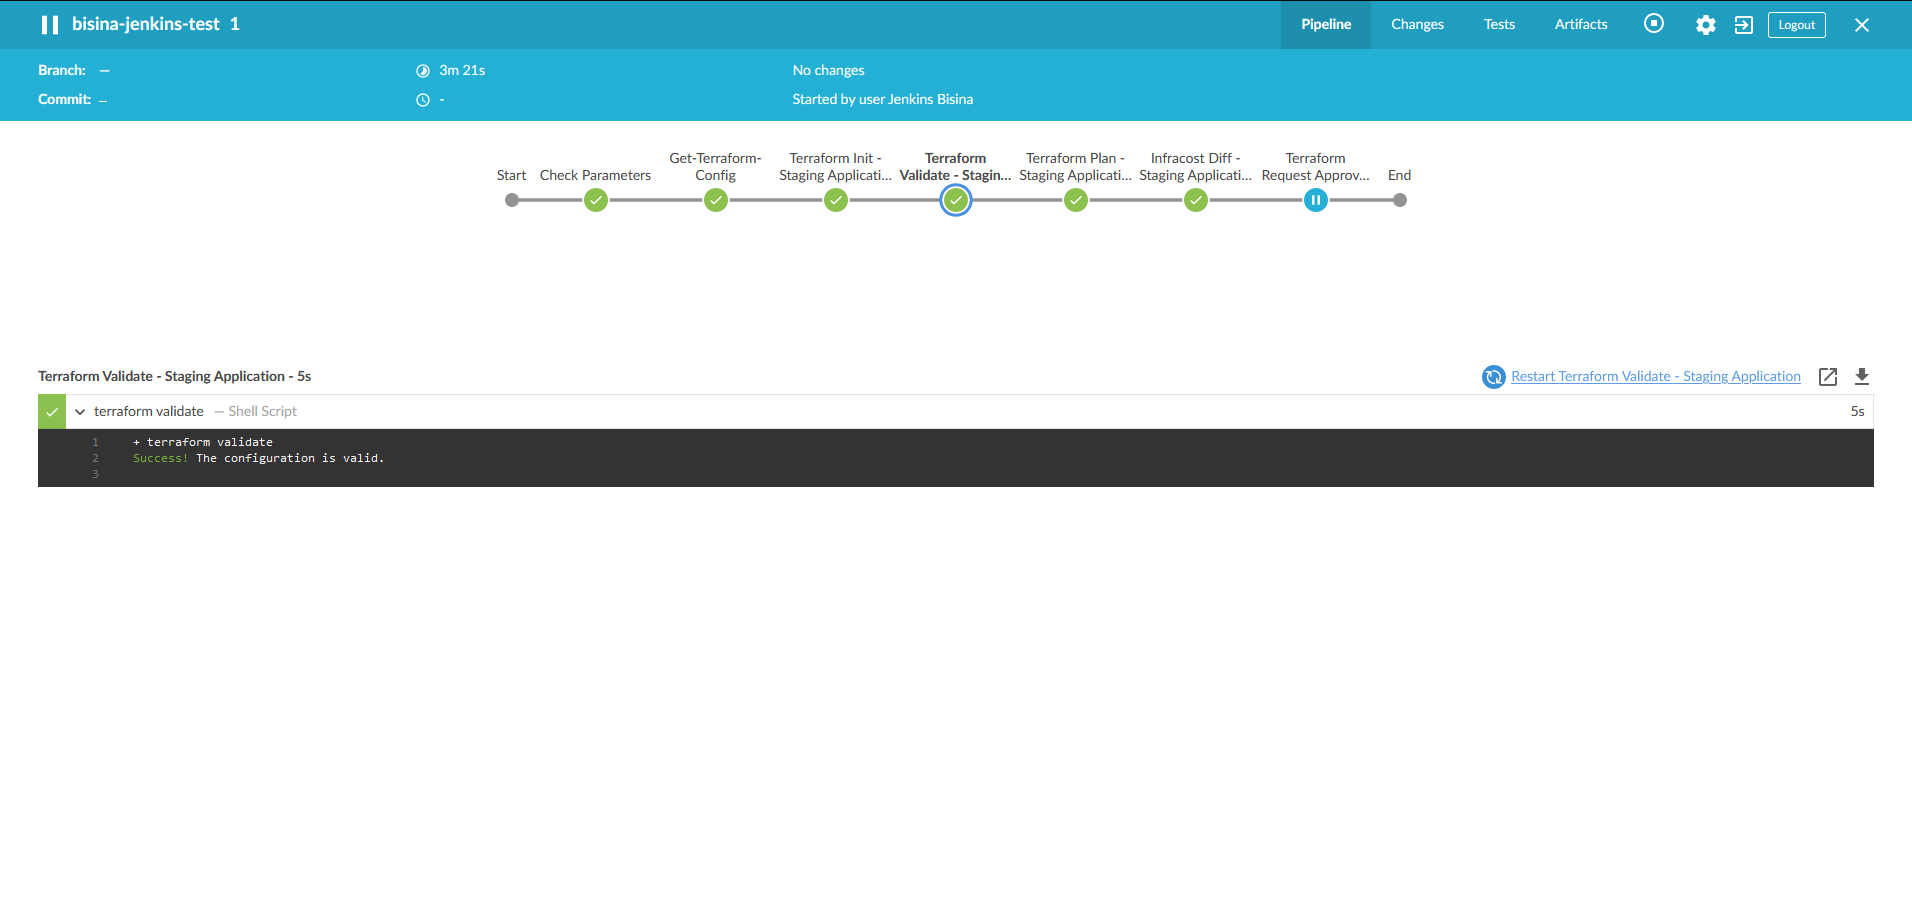 bisina-jenkins-test 1
Pipeline Changes Tests Artifacts Logout
Branch: — 3m 21s No changes
Commit: — - Started by user Jenkins Bisina
Start
Check Parameters
Get-Terraform-
Config
Terraform Init -
Staging Applicati...
Terraform
Validate - Stagin...
Terraform Plan -
Staging Applicati...
Infracost Diff -
Staging Applicati...
Terraform
Request Approv...
End
Terraform Validate - Staging Application - 5s
Restart Terraform Validate - Staging Application
terraform validate — Shell Script 5s
1 + terraform validate
2 Success! The configuration is valid.
3